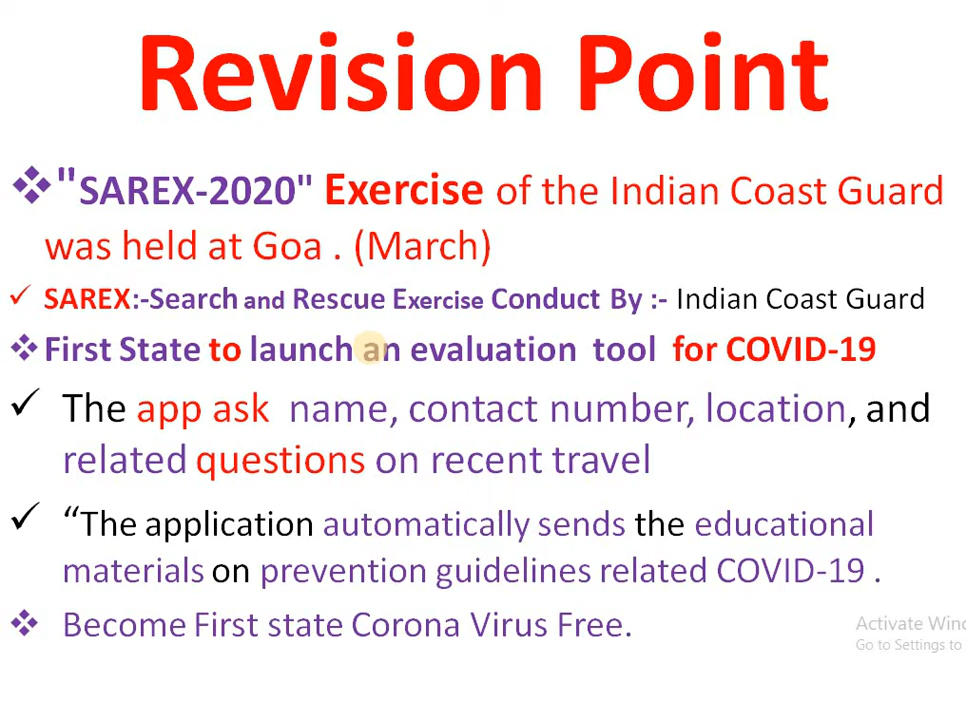 Revision Point
"SAREX-2020" Exercise of the Indian Coast Guard
was held at Goa . (March)
SAREX:-Search and Rescue Exercise Conduct By :- Indian Coast Guard
First State to launch an evaluation tool for COVID-19
The app ask name, contact number, location, and
related questions on recent travel
“The application automatically sends the educational
materials on prevention guidelines related COVID-19 .
Become First state Corona Virus Free.
Activate Wind
Go to Settings to